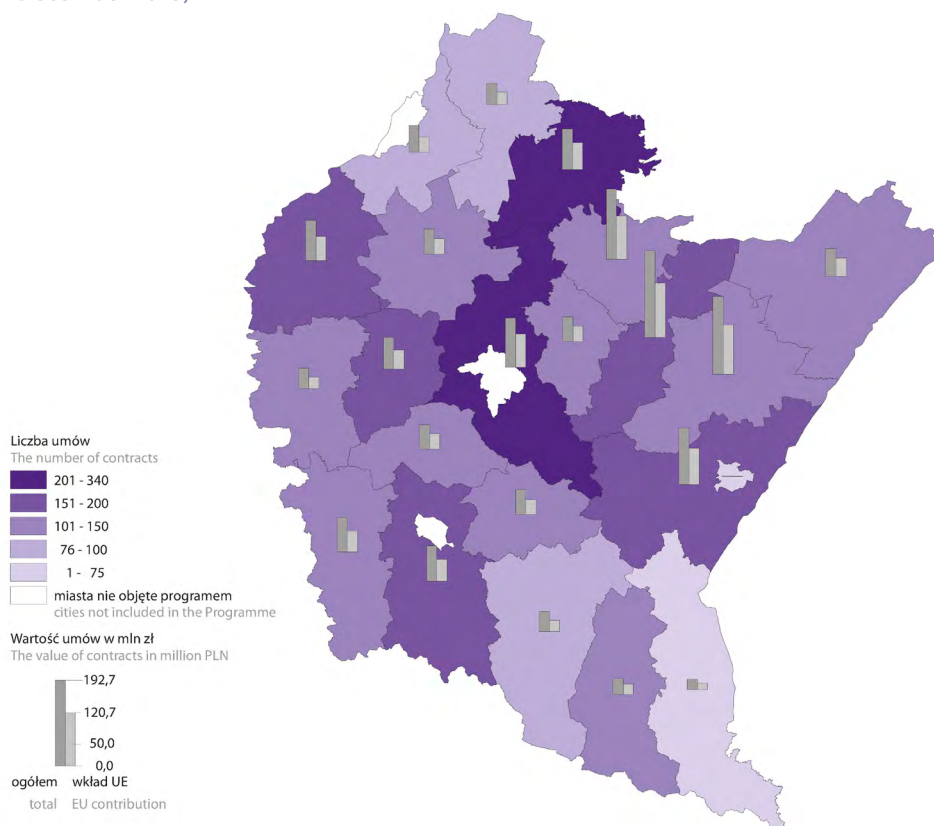 Liczba umów
The number of contracts
201 - 340
151 - 200
101 - 150
76 - 100
1 - 75
miasta nie objęte programem
cities not included in the Programme
Wartość umów w mln zł
The value of contracts in million PLN
192,7
120,7
50,0
0,0
ogółem wkład UE
total EU contribution